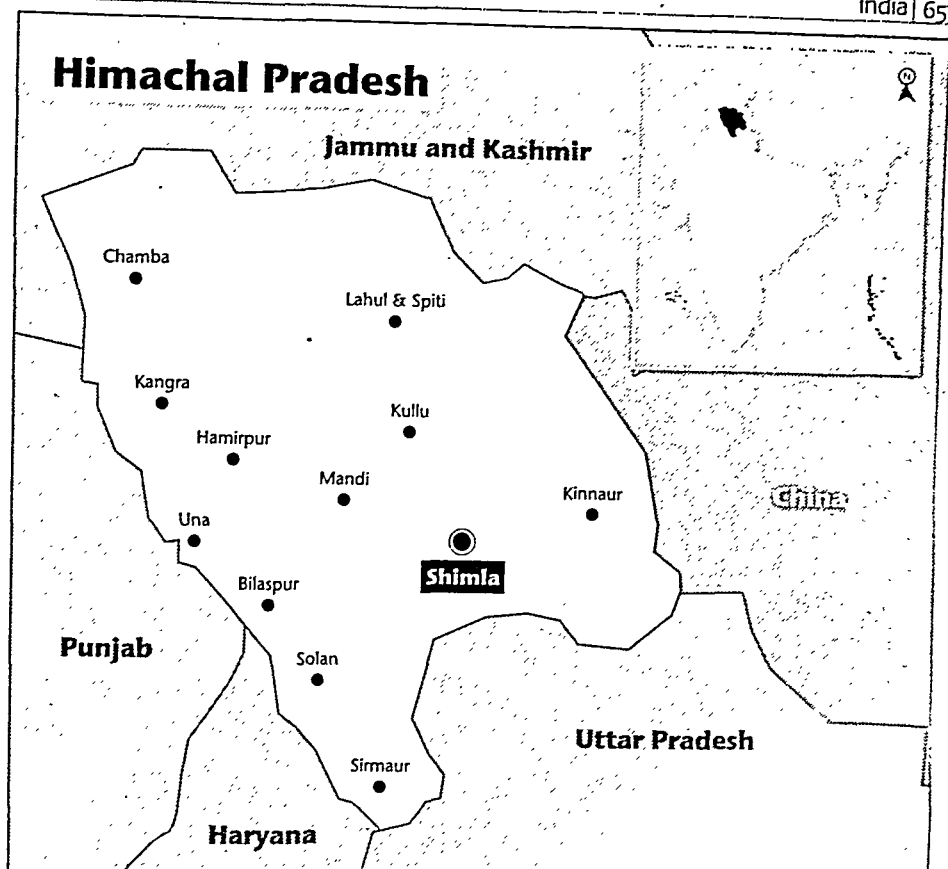 India | 65
Himachal Pradesh
N
Jammu and Kashmir
Chamba
Lahul & Spiti
Kangra
Kullu
Hamirpur
Mandi
Kinnaur
China
Una
Shimla
Bilaspur
Punjab
Solan
Uttar Pradesh
Sirmaur
Haryana